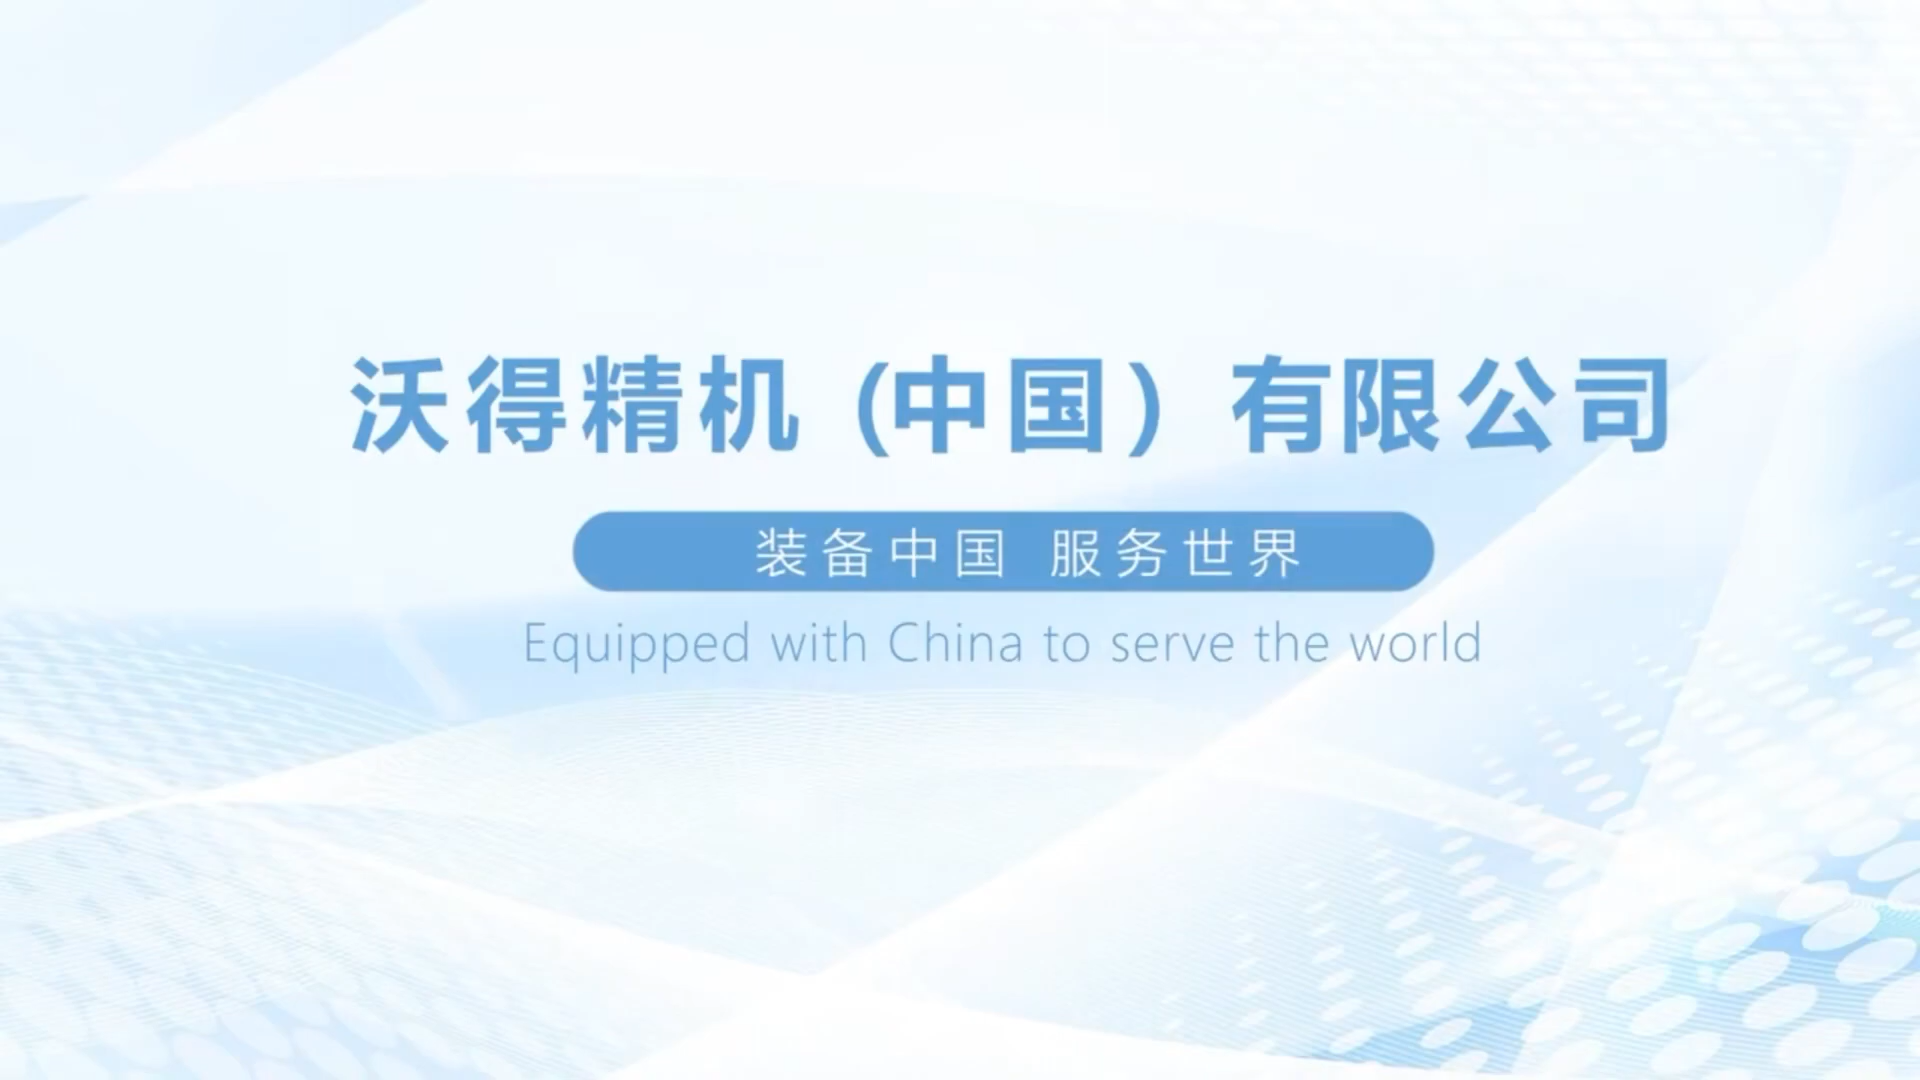 沃得精机 (中国）有限公司
装备中国 服务世界
Equipped with China to serve the world